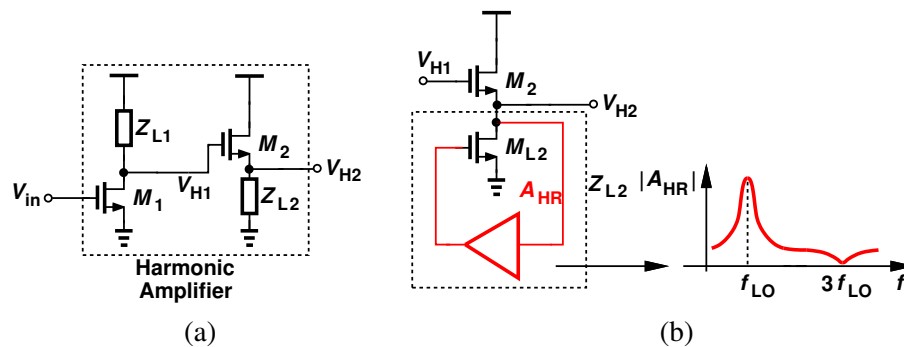 Z_L1
M_2
V_in
M_1
V_H1
V_H2
Z_L2
Harmonic
Amplifier
(a)
V_H1
M_2
V_H2
M_L2
A_HR
Z_L2
|A_HR|
f_LO
3 f_LO
f
(b)